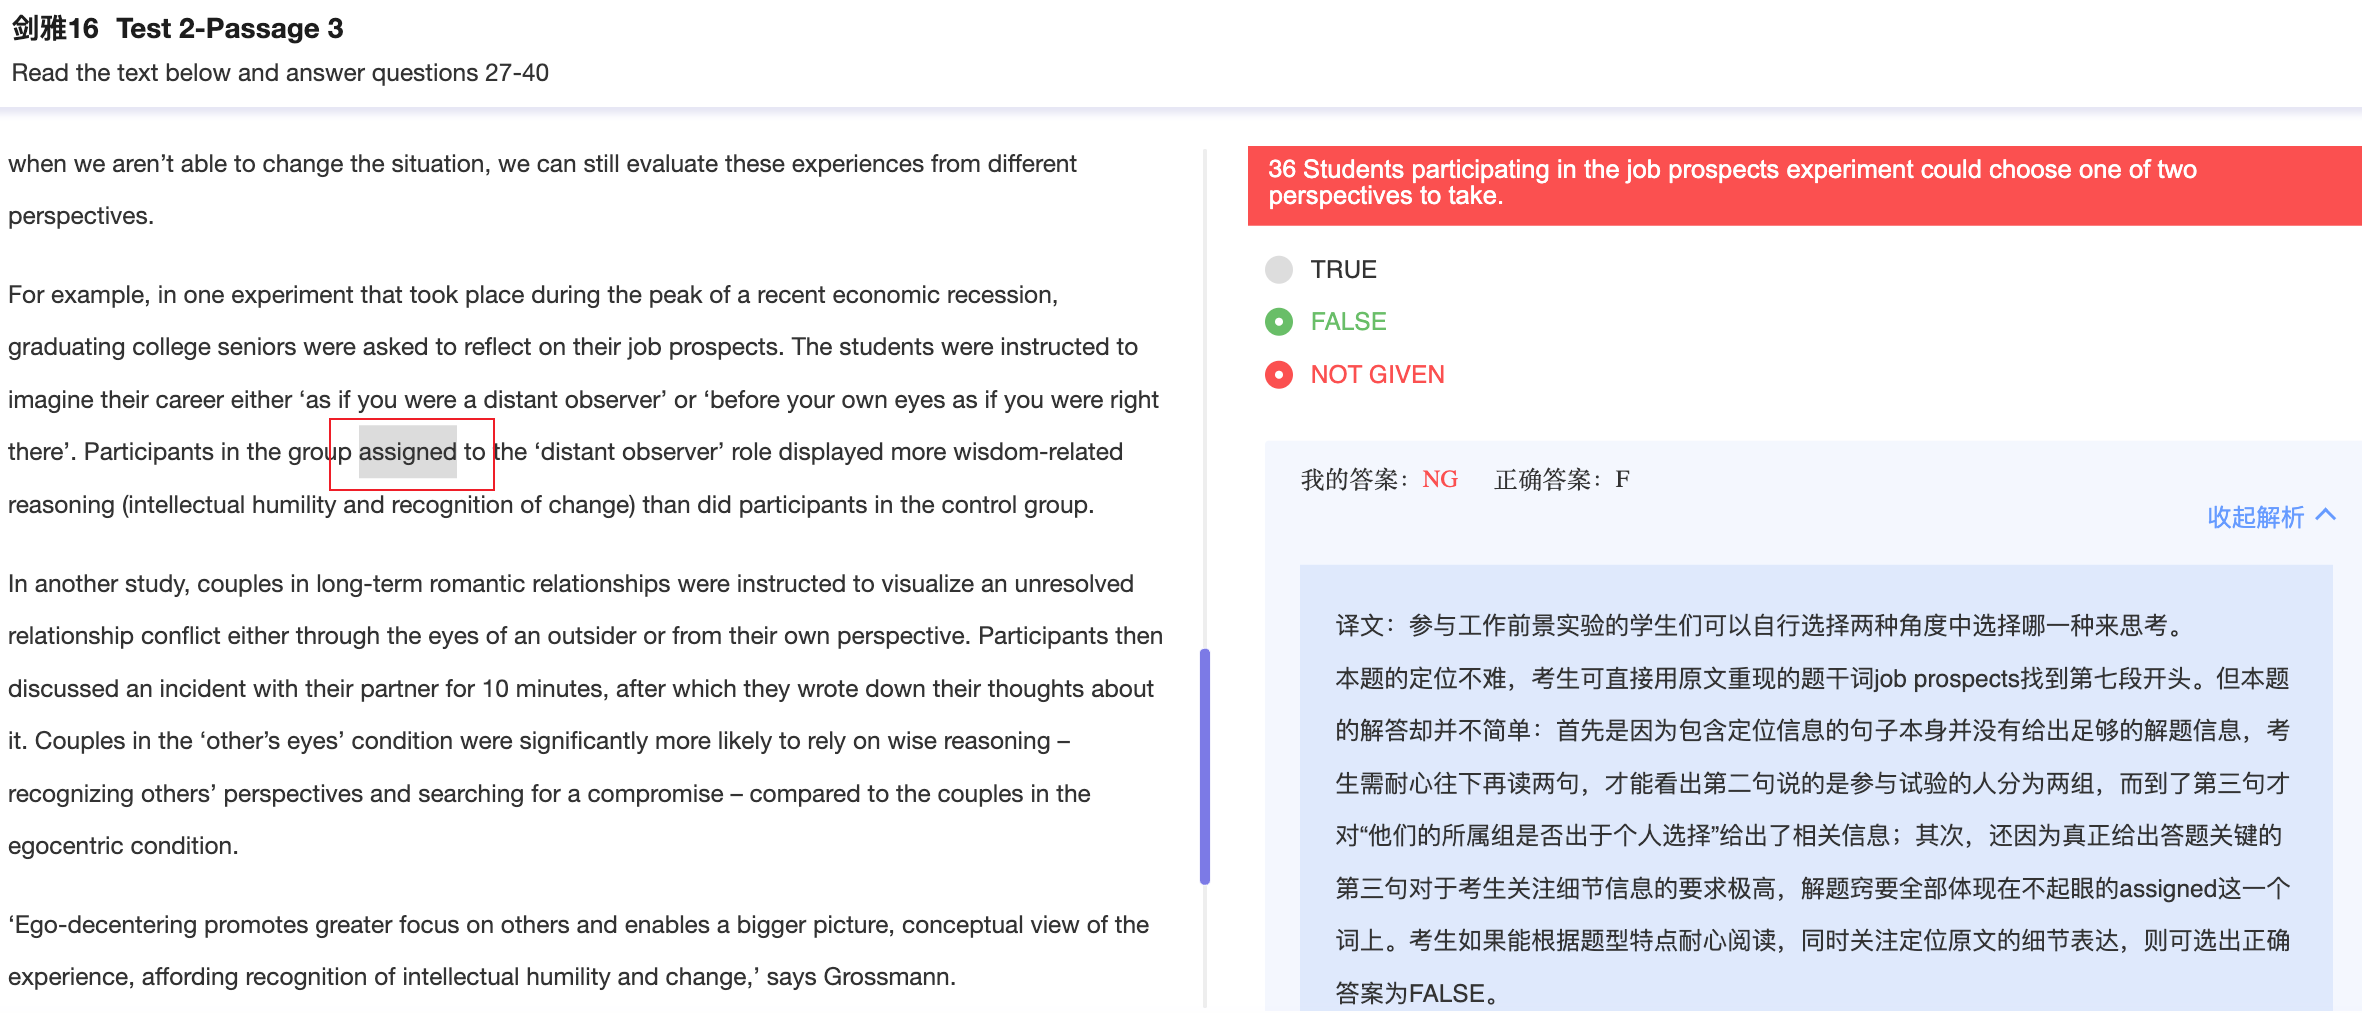 剑雅16 Test 2-Passage 3
Read the text below and answer questions 27-40
when we aren’t able to change the situation, we can still evaluate these experiences from different
perspectives.
For example, in one experiment that took place during the peak of a recent economic recession,
graduating college seniors were asked to reflect on their job prospects. The students were instructed to
imagine their career either ‘as if you were a distant observer’ or ‘before your own eyes as if you were right
there’. Participants in the group assigned to the ‘distant observer’ role displayed more wisdom-related
reasoning (intellectual humility and recognition of change) than did participants in the control group.
In another study, couples in long-term romantic relationships were instructed to visualize an unresolved
relationship conflict either through the eyes of an outsider or from their own perspective. Participants then
discussed an incident with their partner for 10 minutes, after which they wrote down their thoughts about
it. Couples in the ‘other’s eyes’ condition were significantly more likely to rely on wise reasoning –
recognizing others’ perspectives and searching for a compromise – compared to the couples in the
egocentric condition.
‘Ego-decentering promotes greater focus on others and enables a bigger picture, conceptual view of the
experience, affording recognition of intellectual humility and change,’ says Grossmann.
36 Students participating in the job prospects experiment could choose one of two
perspectives to take.
TRUE
FALSE
NOT GIVEN
我的答案：NG 正确答案：F
收起解析
译文：参与工作前景实验的学生们可以自行选择两种角度中选择哪一种来思考。
本题的定位不难，考生可直接用原文重现的题干词job prospects找到第七段开头。但本题
的解答却并不简单：首先是因为包含定位信息的句子本身并没有给出足够的解题信息，考
生需耐心往下再读两句，才能看出第二句说的是参与试验的人分为两组，而到了第三句才
对“他们的所属组是否出于个人选择”给出了相关信息；其次，还因为真正给出答题关键的
第三句对于考生关注细节信息的要求极高，解题窍要全部体现在不起眼的assigned这一个
词上。考生如果能根据题型特点耐心阅读，同时关注定位原文的细节表达，则可选出正确
答案为FALSE。